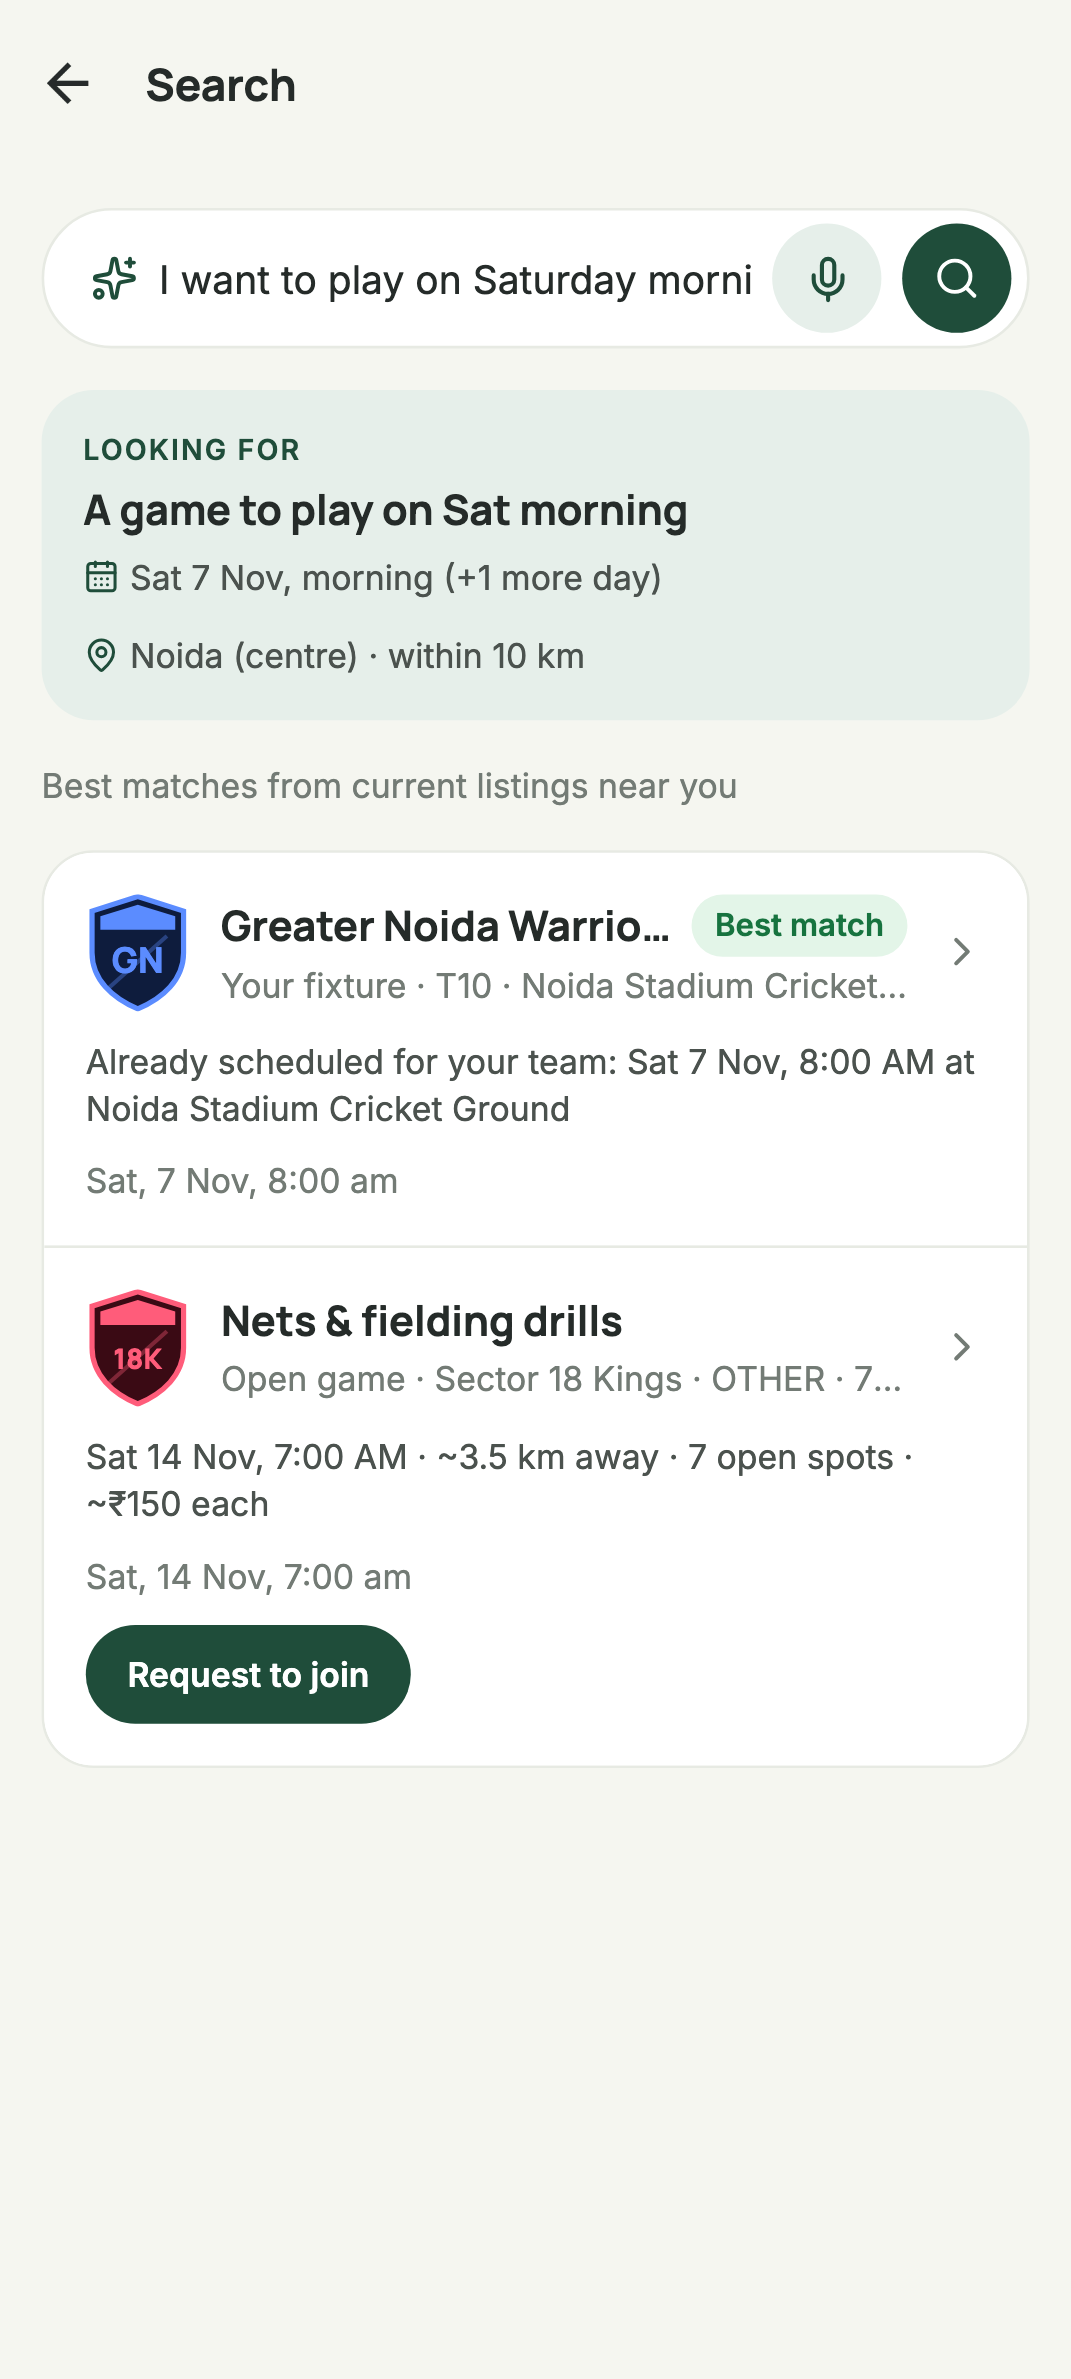 Search
I want to play on Saturday morni
LOOKING FOR
A game to play on Sat morning
Sat 7 Nov, morning (+1 more day)
Noida (centre) · within 10 km
Best matches from current listings near you
GN
Greater Noida Warrio...
Best match
Your fixture · T10 · Noida Stadium Cricket...
Already scheduled for your team: Sat 7 Nov, 8:00 AM at
Noida Stadium Cricket Ground
Sat, 7 Nov, 8:00 am
18K
Nets & fielding drills
Open game · Sector 18 Kings · OTHER · 7...
Sat 14 Nov, 7:00 AM · ~3.5 km away · 7 open spots ·
~₹150 each
Sat, 14 Nov, 7:00 am
Request to join